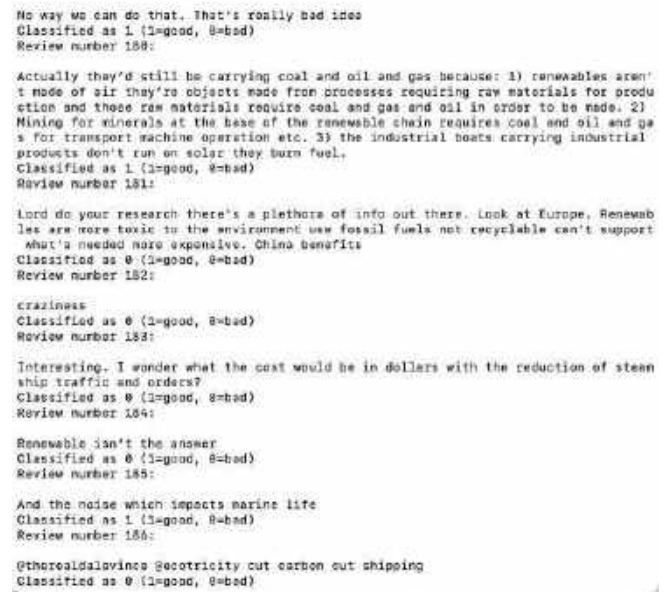 No way we can do that. That's really bad idea
Classified as 1 (1=good, 0=bad)
Review number 180:

Actually they'd still be carrying coal and oil and gas because: 1) renewables aren'
t made of air they're objects made from processes requiring raw materials for produ
ction and those raw materials require coal and gas and oil in order to be made. 2)
Mining for minerals at the base of the renewable chain requires coal and oil and ga
s for transport machine operation etc. 3) the industrial boats carrying industrial
products don't run on solar they burn fuel.
Classified as 1 (1=good, 0=bad)
Review number 181:

Lord do your research there's a plethora of info out there. Look at Europe. Renewab
les are more toxic to the environment use fossil fuels not recyclable can't support
what's needed more expensive. China benefits
Classified as 0 (1=good, 0=bad)
Review number 182:

craziness
Classified as 0 (1=good, 0=bad)
Review number 183:

Interesting. I wonder what the cost would be in dollars with the reduction of steam
ship traffic and orders?
Classified as 0 (1=good, 0=bad)
Review number 184:

Renewable isn't the answer
Classified as 0 (1=good, 0=bad)
Review number 185:

And the noise which impacts marine life
Classified as 1 (1=good, 0=bad)
Review number 186:

@therealdalevince @ecotricity cut carbon cut shipping
Classified as 0 (1=good, 0=bad)